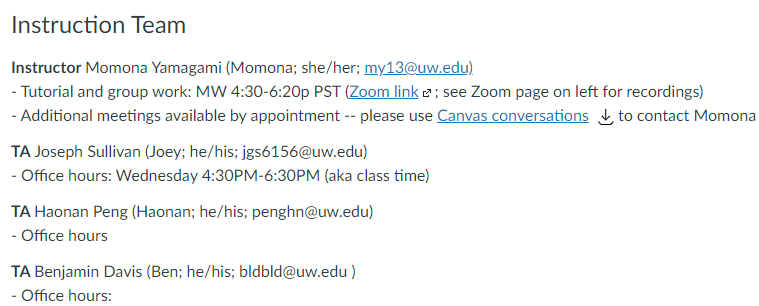 Instruction Team
Instructor Momona Yamagami (Momona; she/her; my13@uw.edu)
- Tutorial and group work: MW 4:30-6:20p PST (Zoom link ; see Zoom page on left for recordings)
- Additional meetings available by appointment -- please use Canvas conversations to contact Momona
TA Joseph Sullivan (Joey; he/his; jgs6156@uw.edu)
- Office hours: Wednesday 4:30PM-6:30PM (aka class time)
TA Haonan Peng (Haonan; he/his; penghn@uw.edu)
- Office hours
TA Benjamin Davis (Ben; he/his; bldbld@uw.edu )
- Office hours: